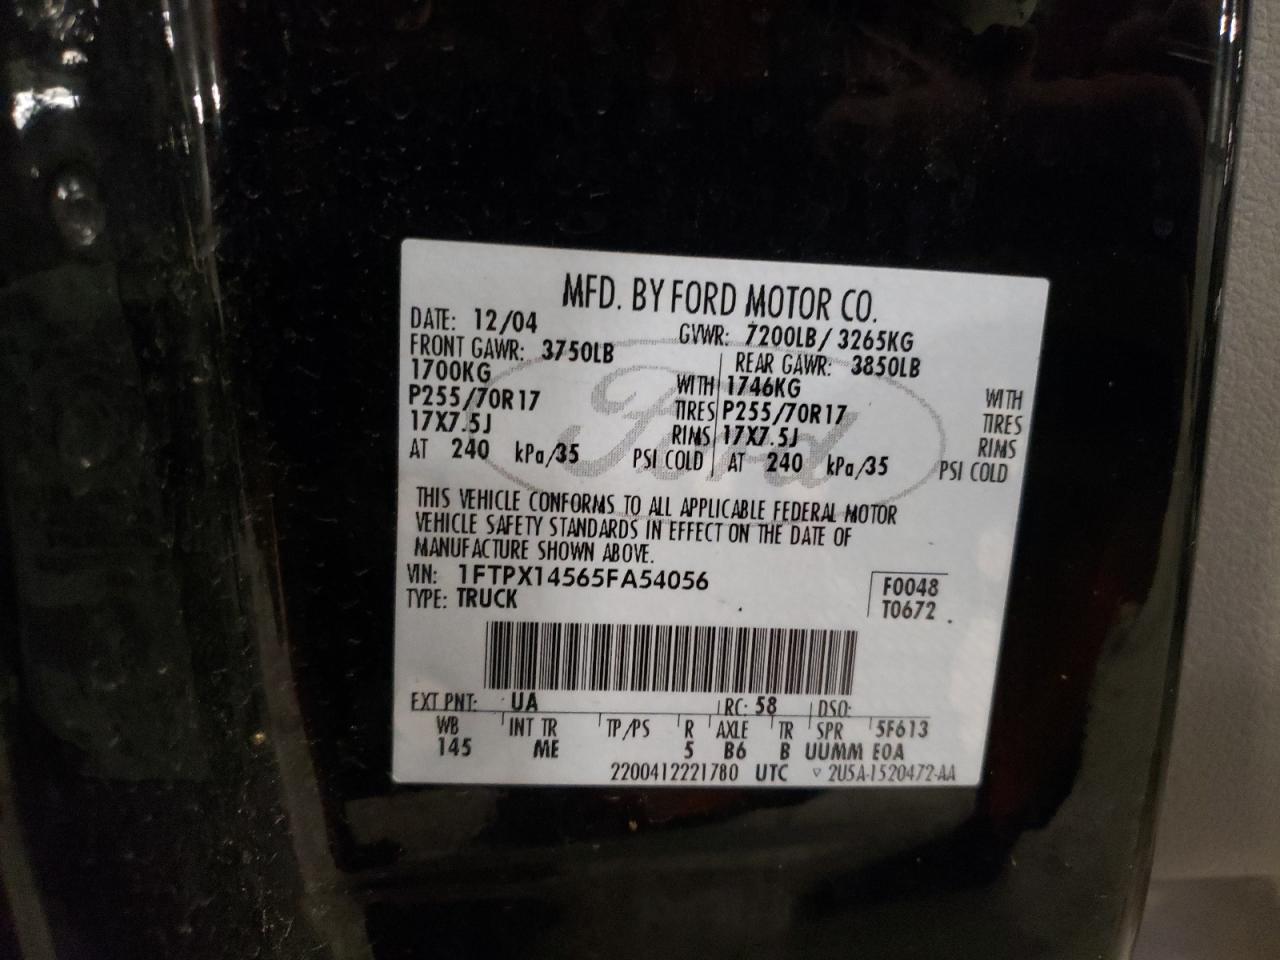 MFD. BY FORD MOTOR CO.
DATE: 12/04 GVWR: 7200LB/ 3265KG
FRONT GAWR: 3750LB REAR GAWR: 3850LB
1700KG WITH 1746KG WITH
P255/70R17 TIRES P255/70R17 TIRES
17X7.5J RIMS 17X7.5J RIMS
AT 240 kPa/35 PSI COLD AT 240 kPa/35 PSI COLD
Ford
THIS VEHICLE CONFORMS TO ALL APPLICABLE FEDERAL MOTOR
VEHICLE SAFETY STANDARDS IN EFFECT ON THE DATE OF
MANUFACTURE SHOWN ABOVE.
VIN: 1FTPX14565FA54056 F0048
TYPE: TRUCK T0672
EXT PNT: UA RC: 58 DSO:
WB INT TR TP/PS R AXLE TR SPR 5F613
145 ME 5 B6 B UUMM E0A
2200412221780 UTC ▽ 2U5A-1520472-AA